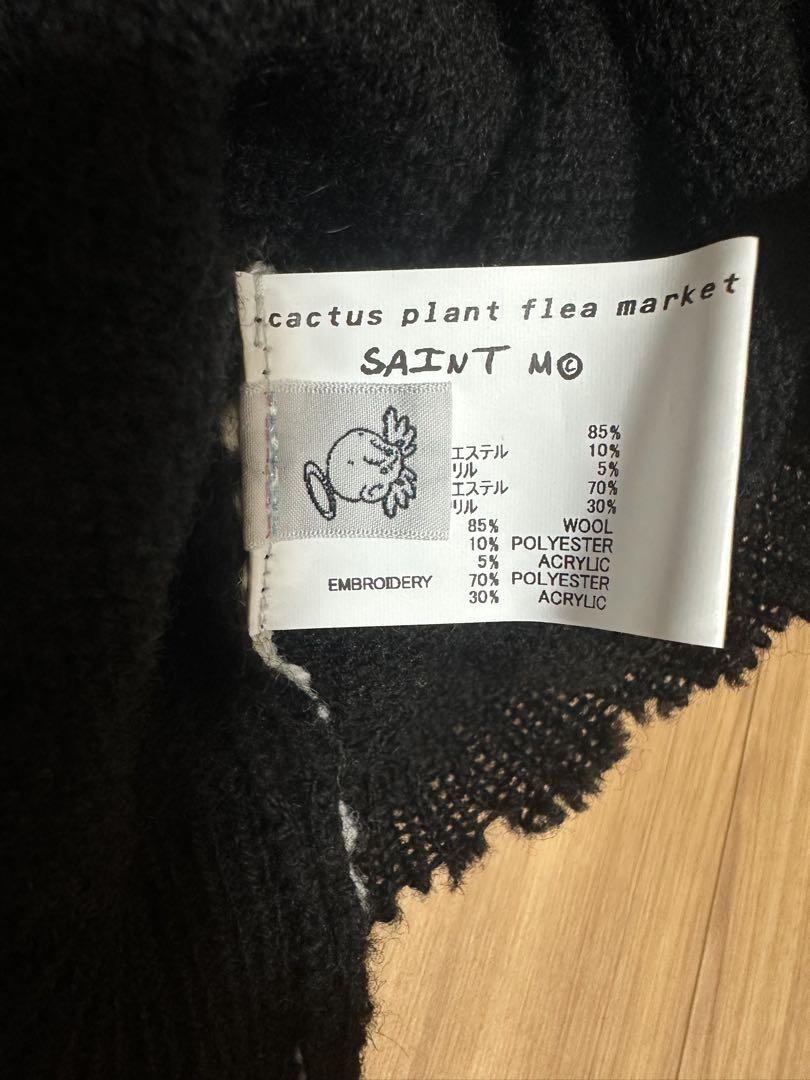 cactus plant flea market
SAINT M©
85%
エステル 10%
リル 5%
エステル 70%
リル 30%
85% WOOL
10% POLYESTER
5% ACRYLIC
EMBROIDERY 70% POLYESTER
30% ACRYLIC